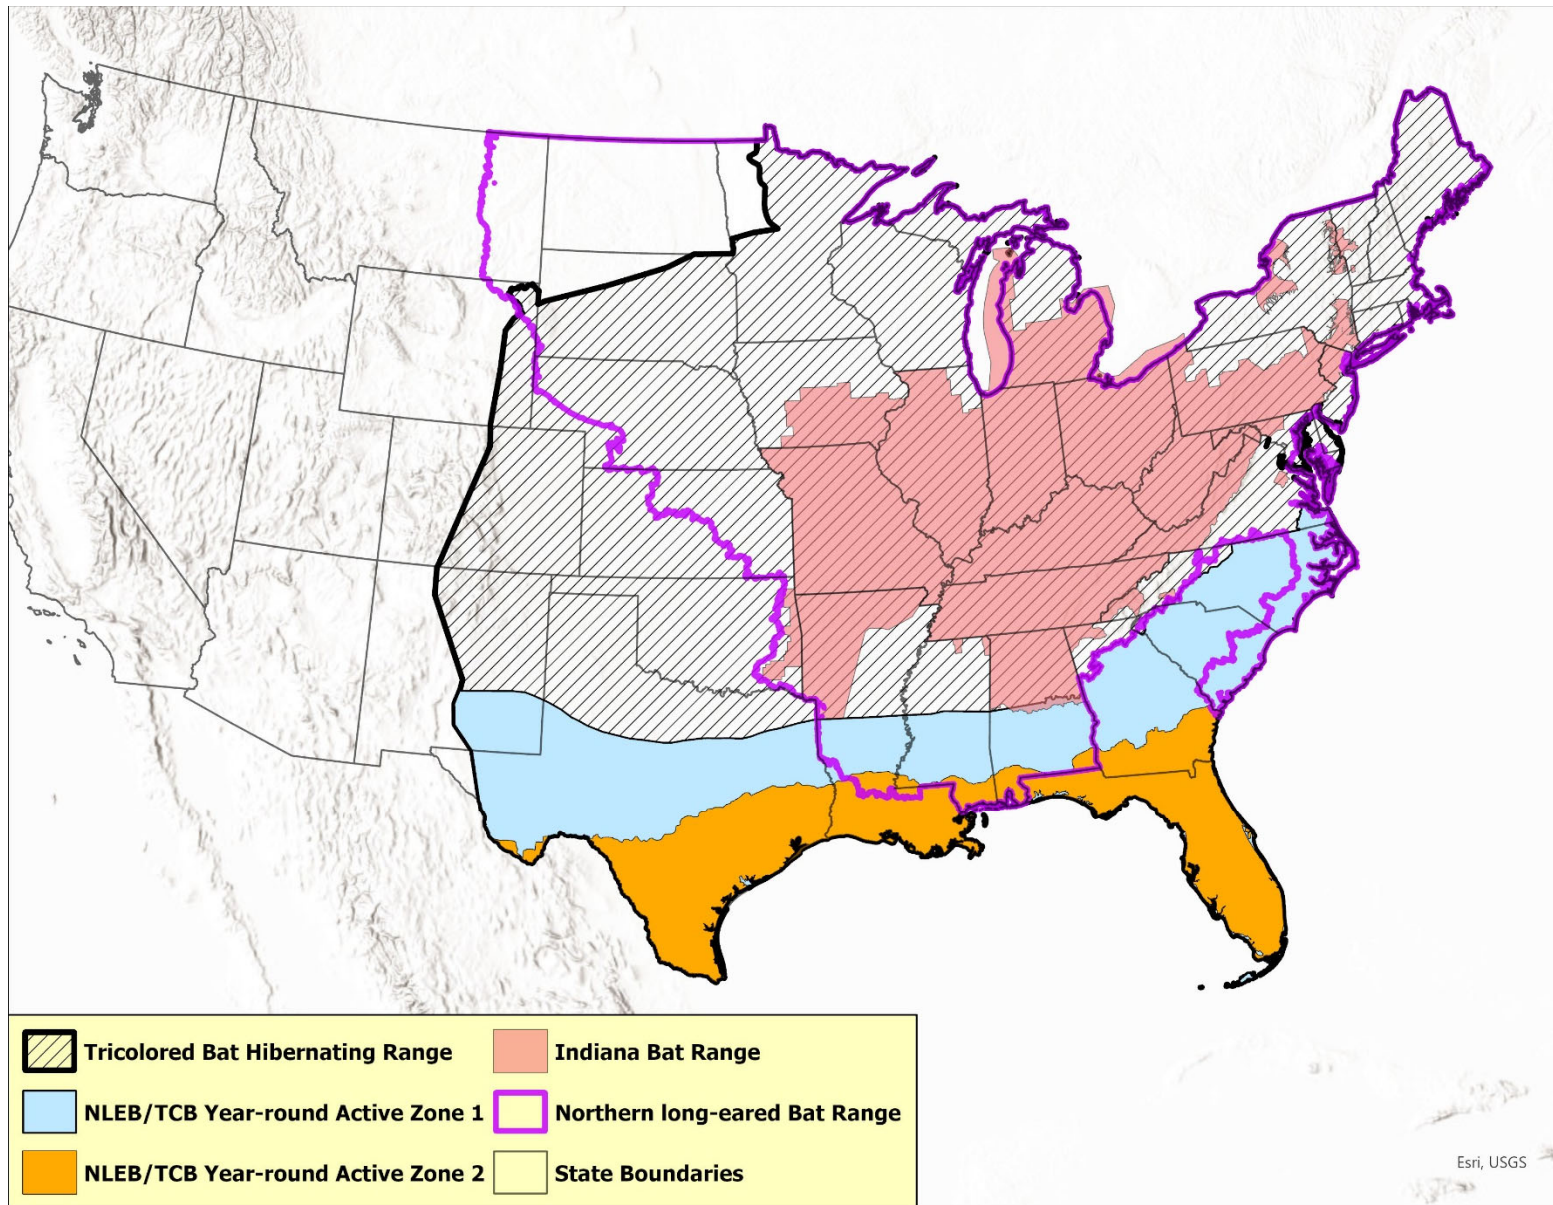 Tricolored Bat Hibernating Range
Indiana Bat Range
NLEB/TCB Year-round Active Zone 1
Northern long-eared Bat Range
NLEB/TCB Year-round Active Zone 2
State Boundaries
Esri, USGS